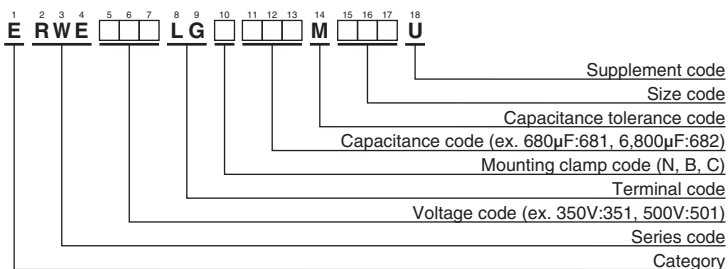 1 2 3 4 5 6 7 8 9 10 11 12 13 14 15 16 17 18
E RWE □□□ LG □ □□□ M □□□ U
Supplement code
Size code
Capacitance tolerance code
Capacitance code (ex. 680µF:681, 6,800µF:682)
Mounting clamp code (N, B, C)
Terminal code
Voltage code (ex. 350V:351, 500V:501)
Series code
Category